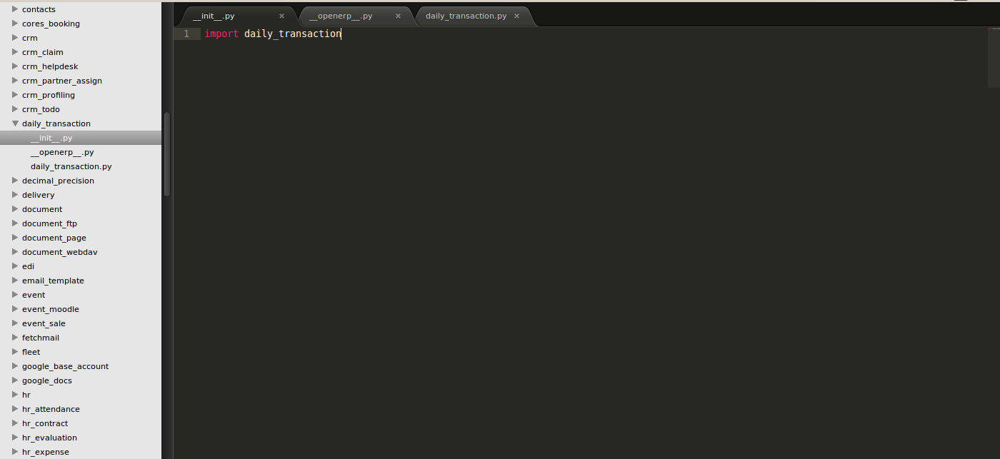 contacts
cores_booking
crm
crm_claim
crm_helpdesk
crm_partner_assign
crm_profiling
crm_todo
daily_transaction
__init__.py
__openerp__.py
daily_transaction.py
decimal_precision
delivery
document
document_ftp
document_page
document_webdav
edi
email_template
event
event_moodle
event_sale
fetchmail
fleet
google_base_account
google_docs
hr
hr_attendance
hr_contract
hr_evaluation
hr_expense
__init__.py × __openerp__.py × daily_transaction.py ×
1 import daily_transaction